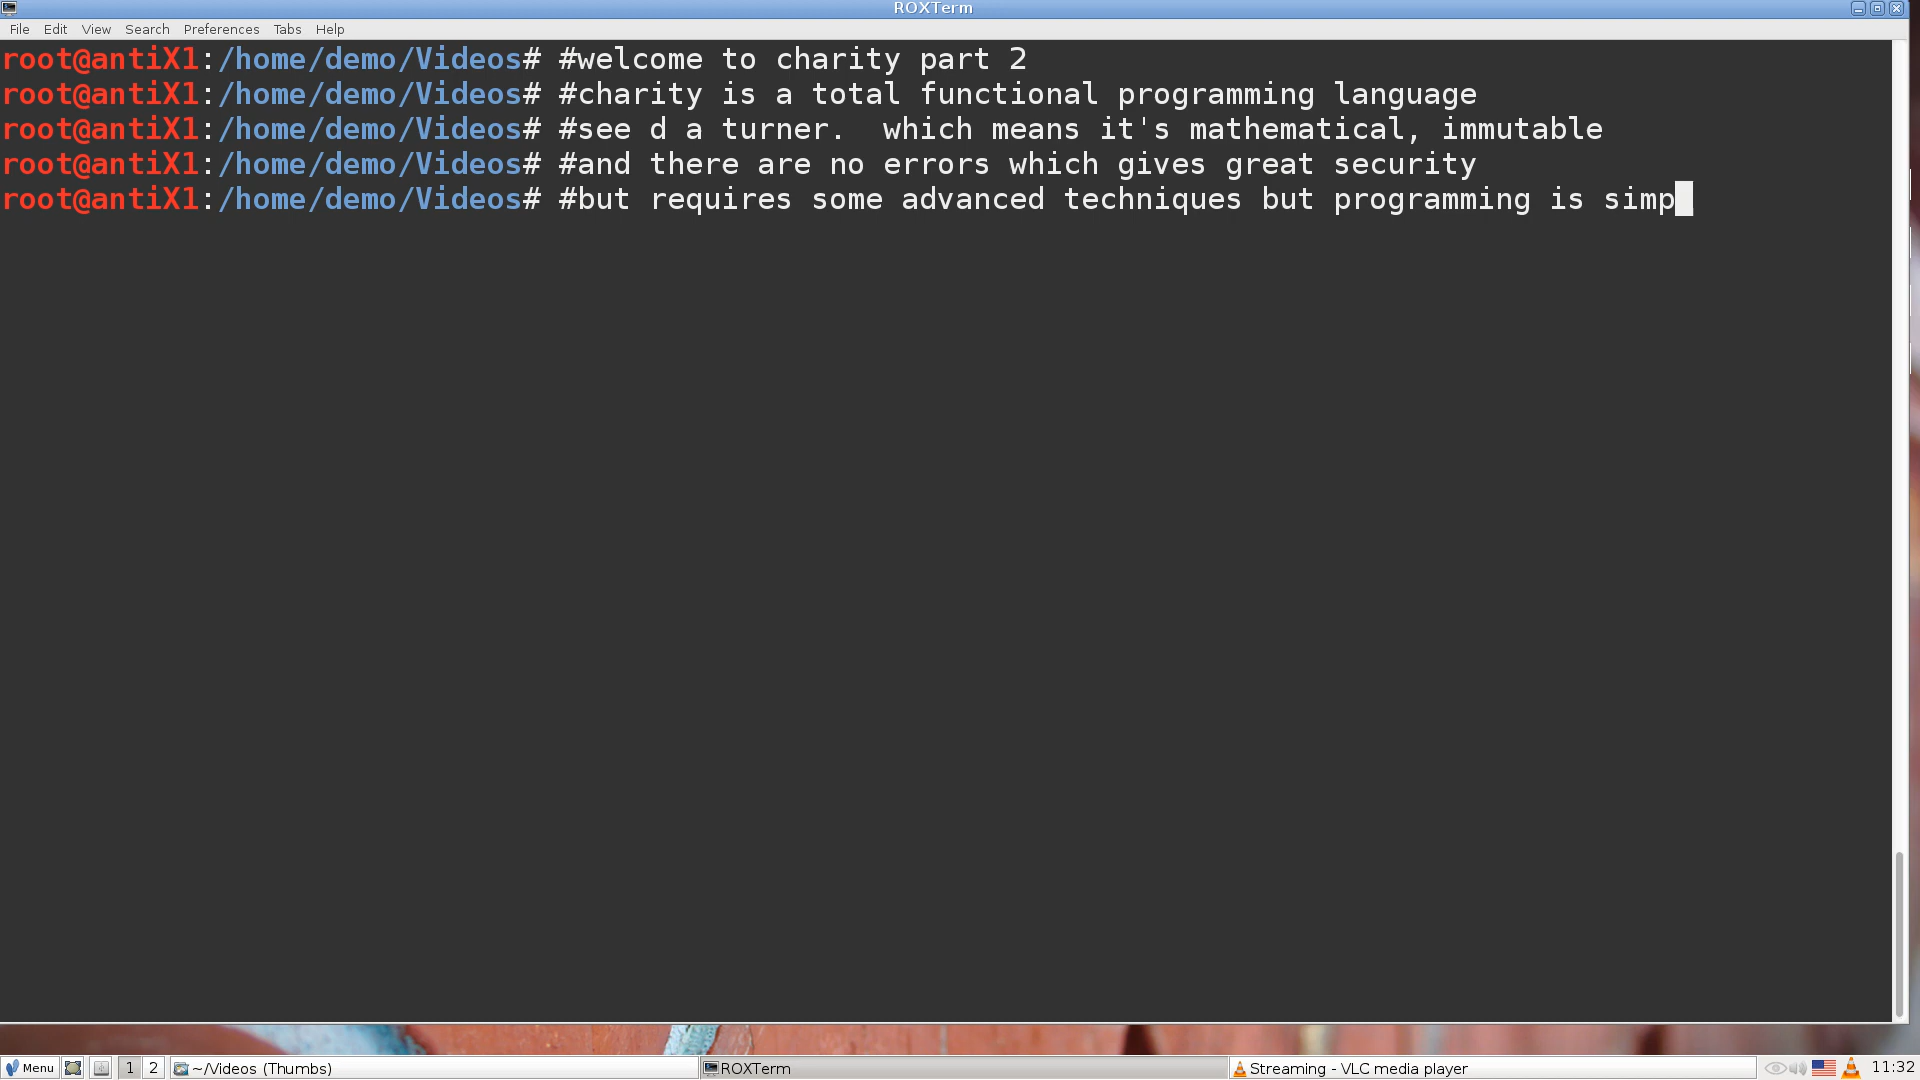 ROXTerm
File Edit View Search Preferences Tabs Help
root@antiX1:/home/demo/Videos# #welcome to charity part 2
root@antiX1:/home/demo/Videos# #charity is a total functional programming language
root@antiX1:/home/demo/Videos# #see d a turner.  which means it's mathematical, immutable
root@antiX1:/home/demo/Videos# #and there are no errors which gives great security
root@antiX1:/home/demo/Videos# #but requires some advanced techniques but programming is simp
Menu 1 2 ~/Videos (Thumbs) ROXTerm Streaming - VLC media player 11:32